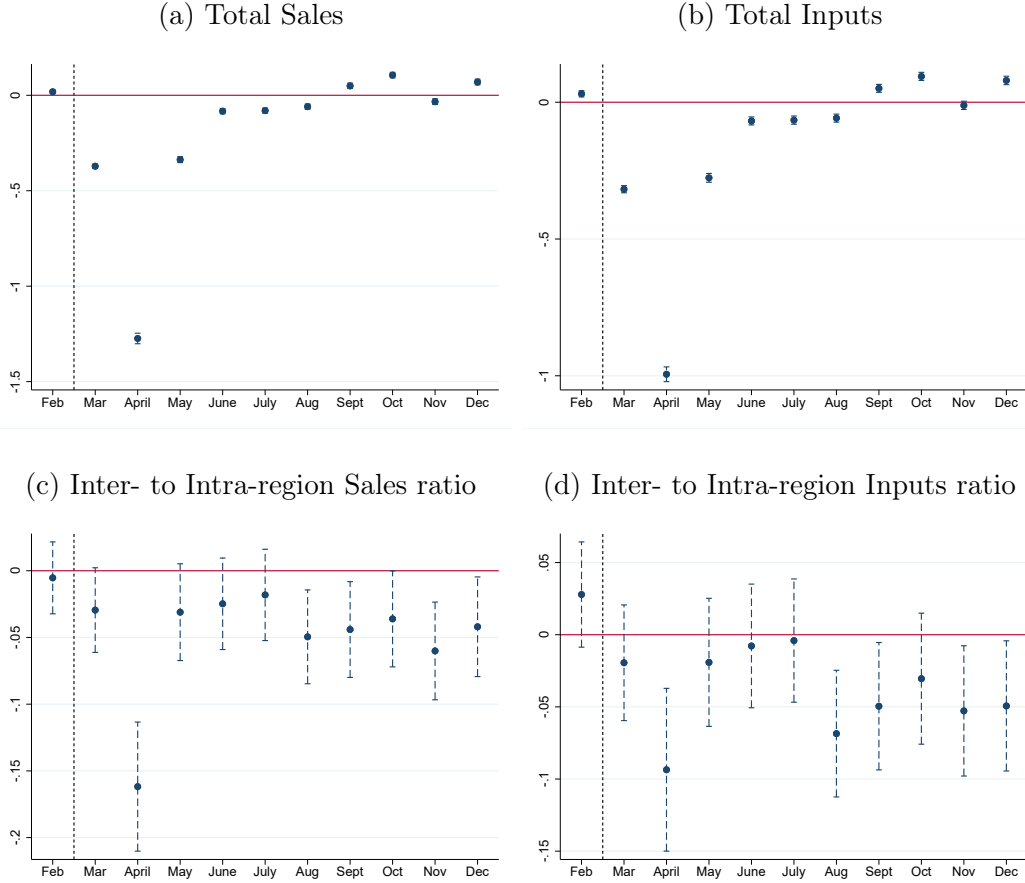 (a) Total Sales
0
-.5
-1
-1.5
Feb Mar April May June July Aug Sept Oct Nov Dec
(b) Total Inputs
0
-.5
-1
Feb Mar April May June July Aug Sept Oct Nov Dec
(c) Inter- to Intra-region Sales ratio
0
-.05
-.1
-.15
-.2
Feb Mar April May June July Aug Sept Oct Nov Dec
(d) Inter- to Intra-region Inputs ratio
.05
0
-.05
-.1
-.15
Feb Mar April May June July Aug Sept Oct Nov Dec